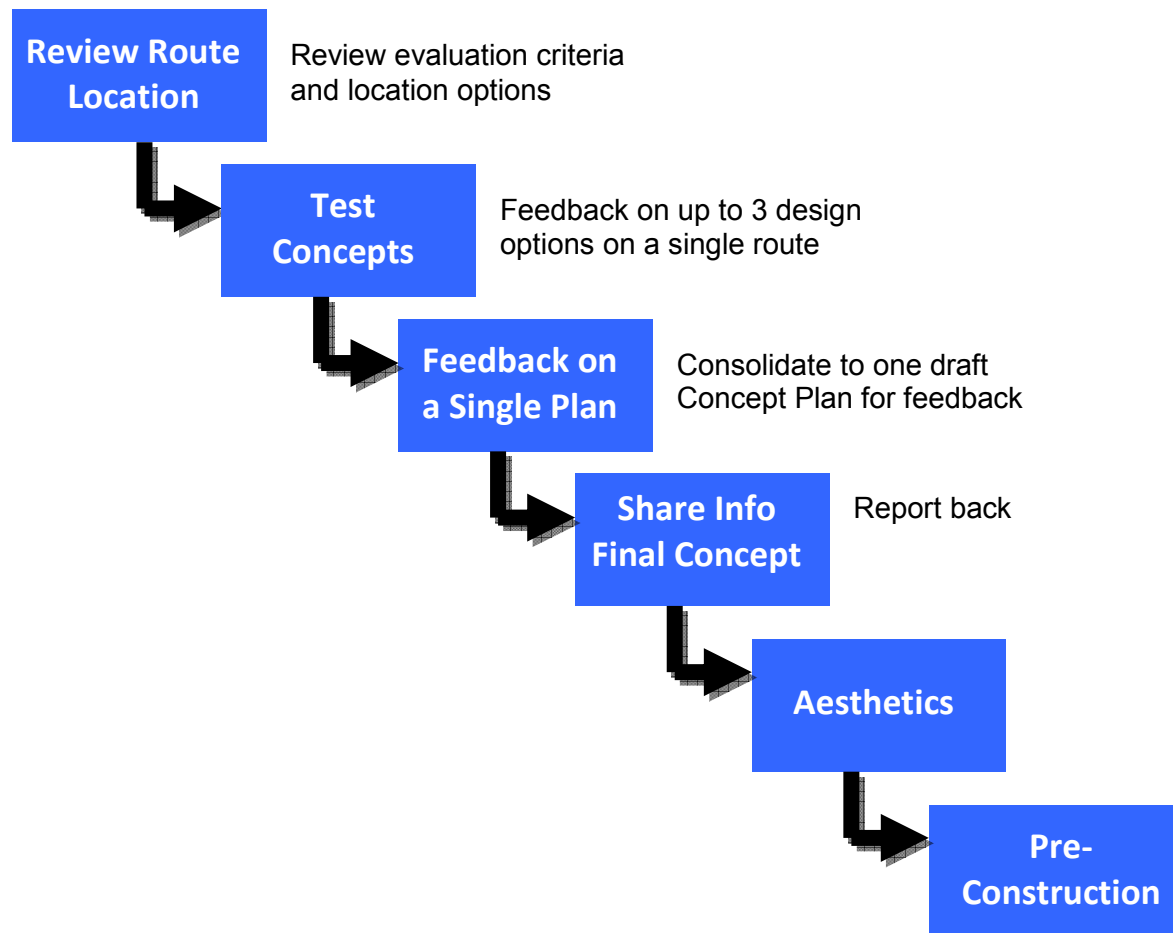 Review Route
Location
Review evaluation criteria
and location options
Test
Concepts
Feedback on up to 3 design
options on a single route
Feedback on
a Single Plan
Consolidate to one draft
Concept Plan for feedback
Share Info
Final Concept
Report back
Aesthetics
Pre-
Construction